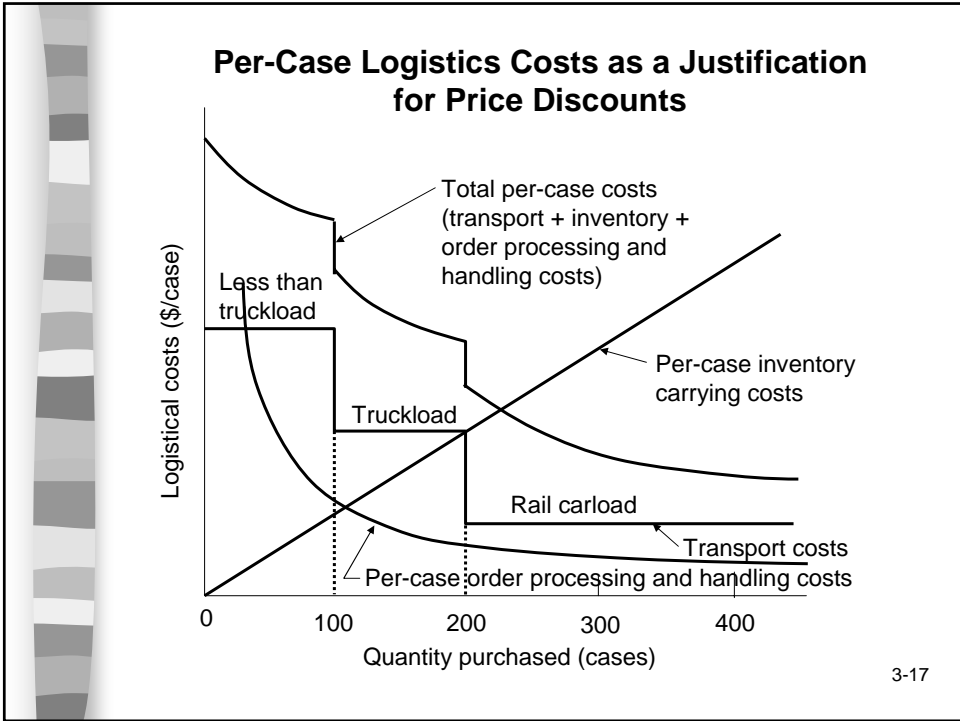 Per-Case Logistics Costs as a Justification
for Price Discounts
Total per-case costs
(transport + inventory +
order processing and
handling costs)
Less than
truckload
Logistical costs ($/case)
Per-case inventory
carrying costs
Truckload
Rail carload
Transport costs
Per-case order processing and handling costs
0 100 200 300 400
Quantity purchased (cases)
3-17